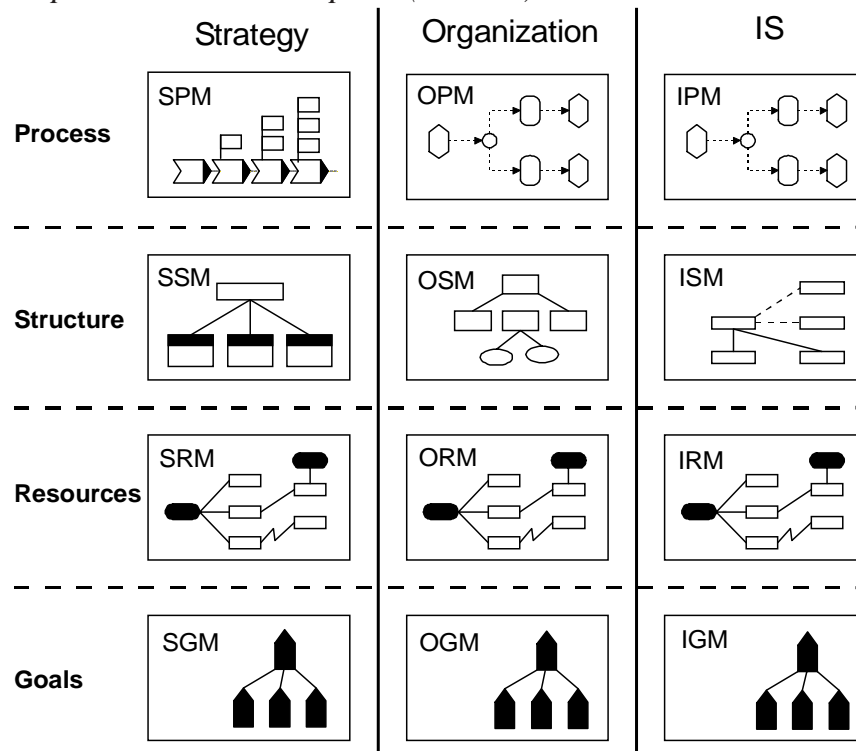 Strategy Organization IS
Process
SPM OPM IPM
Structure
SSM OSM ISM
Resources
SRM ORM IRM
Goals
SGM OGM IGM